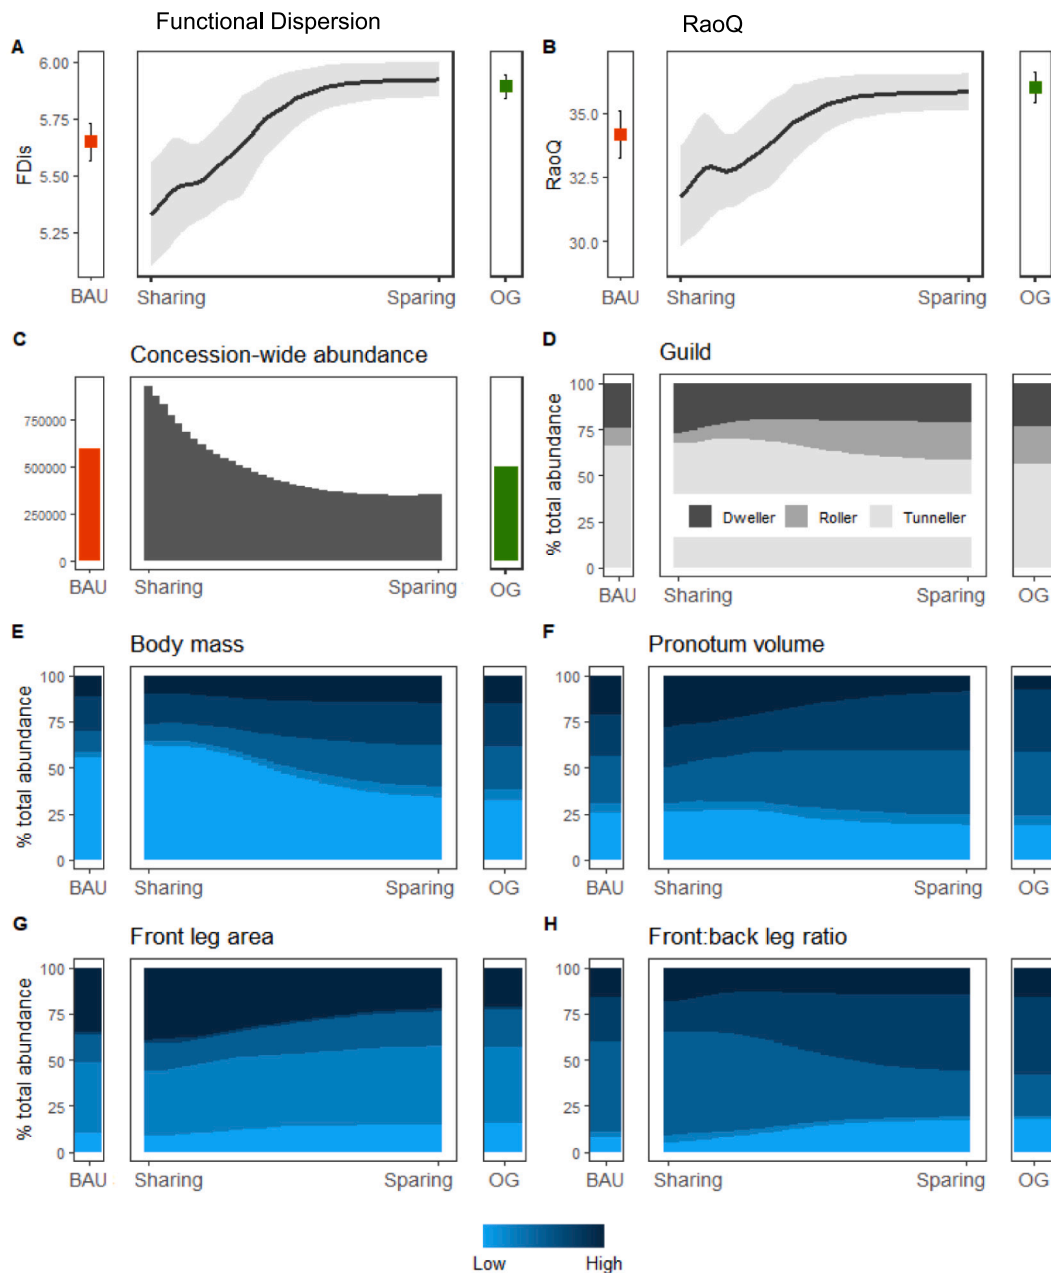 Functional Dispersion
RaoQ
A
B
6.00
5.75
5.50
5.25
FDis
35.0
32.5
30.0
RaoQ
BAU
Sharing
Sparing
OG
BAU
Sharing
Sparing
OG
C
Concession-wide abundance
D
Guild
750000
500000
250000
0
100
75
50
25
0
% total abundance
Dweller
Roller
Tunneller
BAU
Sharing
Sparing
OG
BAU
Sharing
Sparing
OG
E
Body mass
F
Pronotum volume
% total abundance
100
75
50
25
0
100
75
50
25
0
BAU
Sharing
Sparing
OG
BAU
Sharing
Sparing
OG
G
Front leg area
H
Front:back leg ratio
% total abundance
100
75
50
25
0
100
75
50
25
0
BAU
Sharing
Sparing
OG
BAU
Sharing
Sparing
OG
Low
High